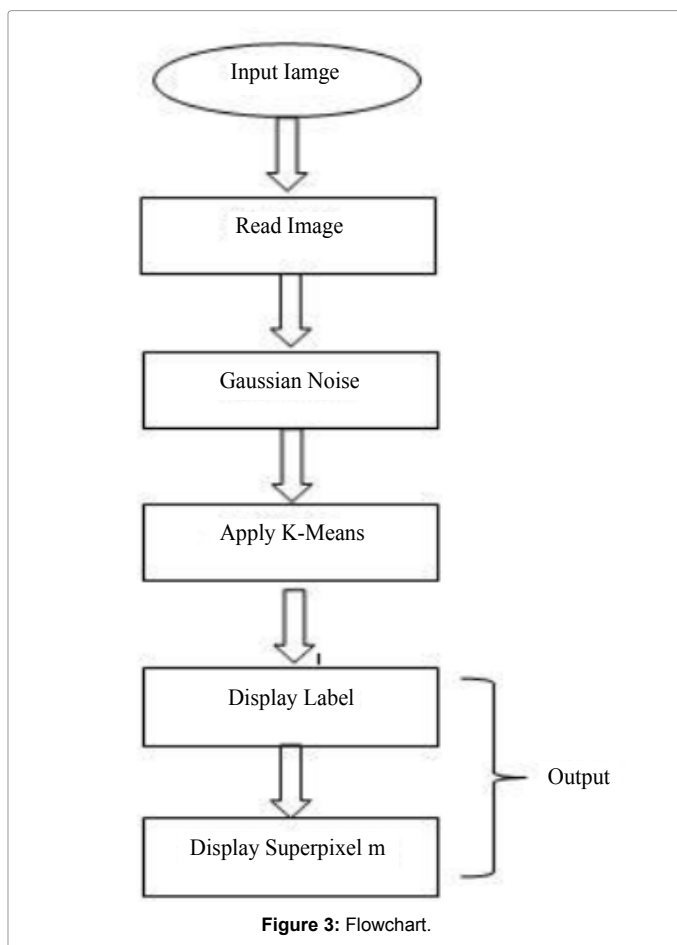 Input Iamge
Read Image
Gaussian Noise
Apply K-Means
Display Label
Output
Display Superpixel m
Figure 3: Flowchart.